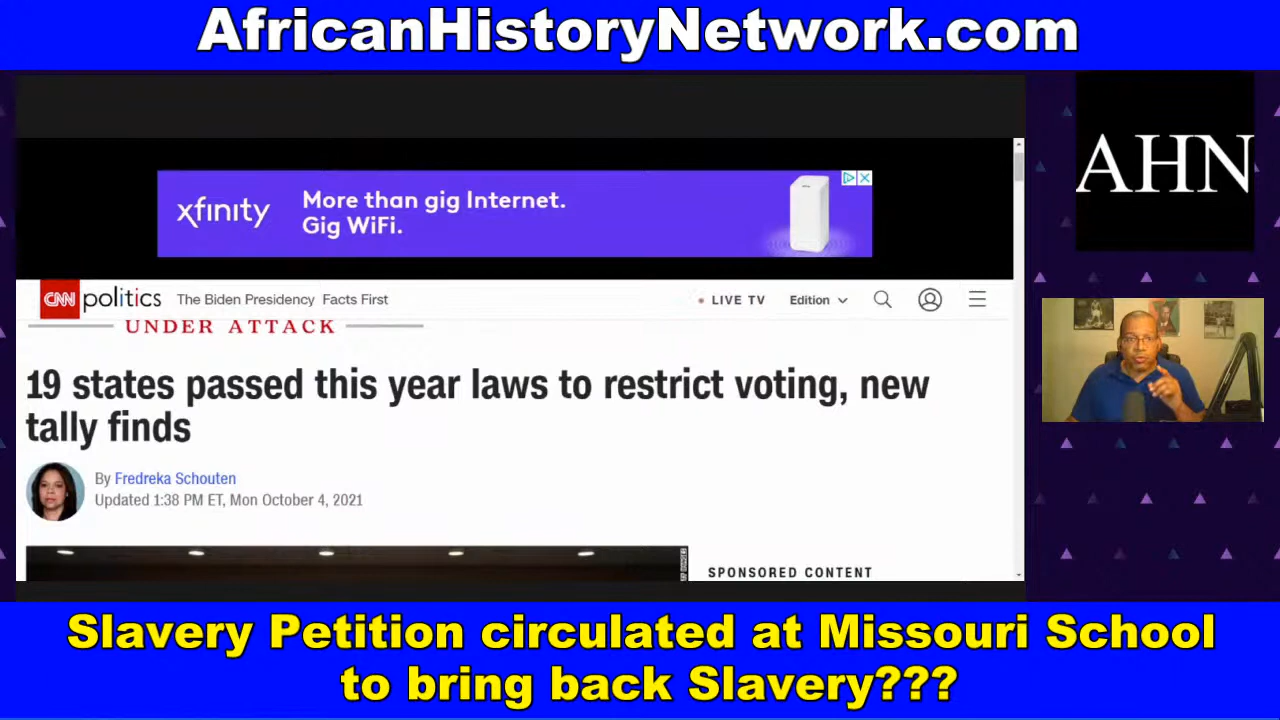 AfricanHistoryNetwork.com
AHN
xfinity
More than gig Internet.
Gig WiFi.
CNN politics The Biden Presidency Facts First
LIVE TV Edition
UNDER ATTACK
19 states passed this year laws to restrict voting, new
tally finds
By Fredreka Schouten
Updated 1:38 PM ET, Mon October 4, 2021
SPONSORED CONTENT
Slavery Petition circulated at Missouri School
to bring back Slavery???